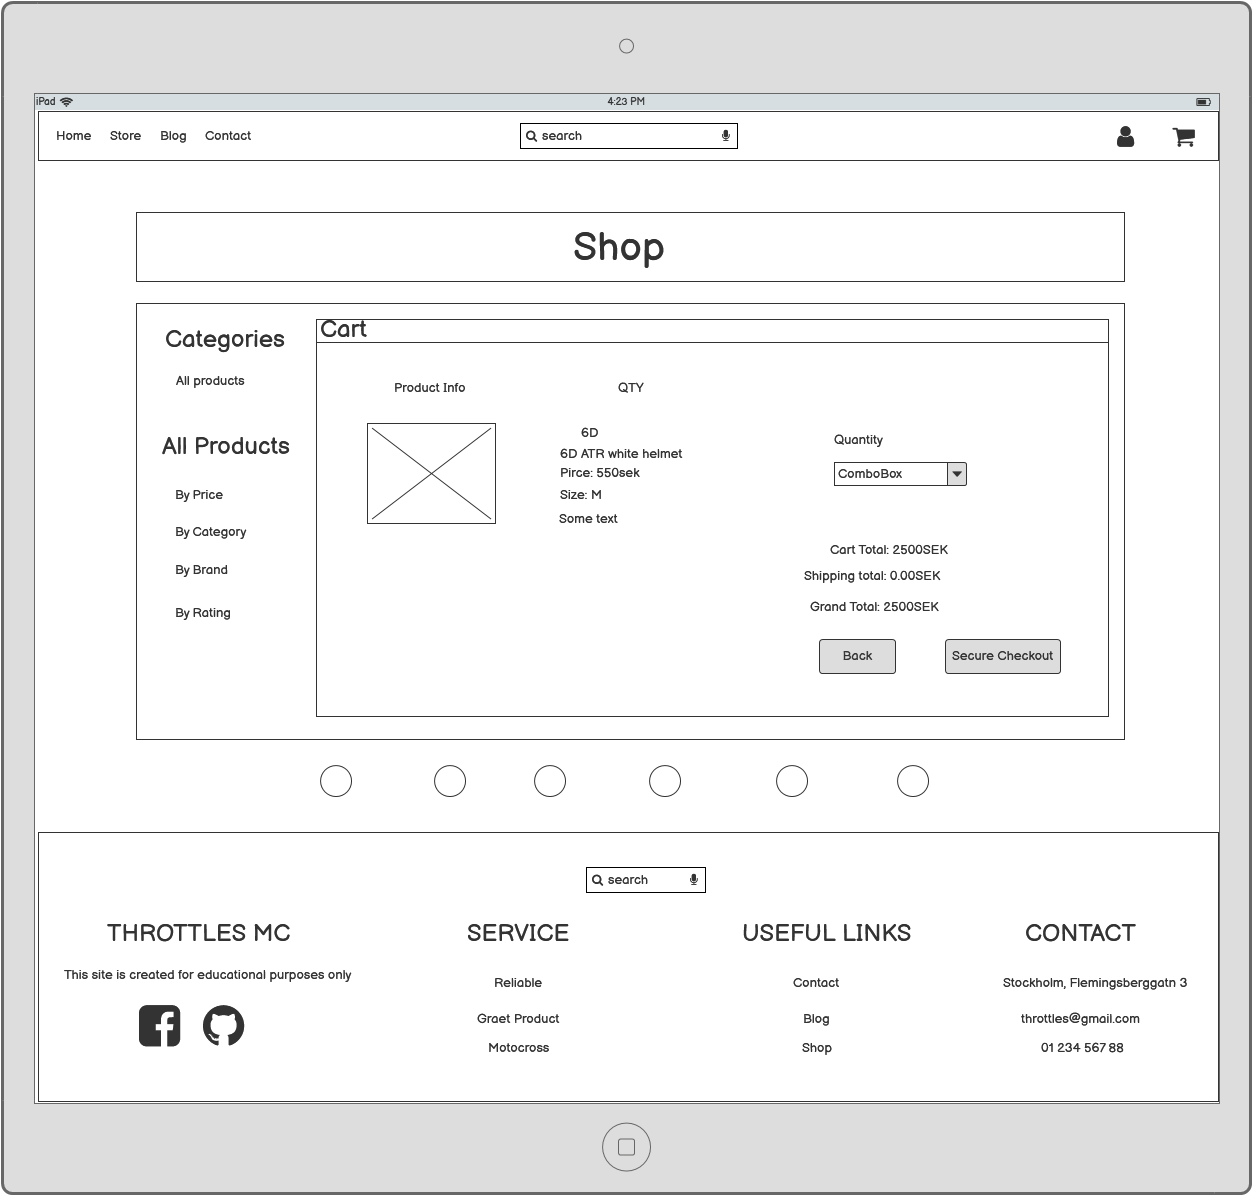 iPad
4:23 PM
Home Store Blog Contact
search
Shop
Categories
All products
All Products
By Price
By Category
By Brand
By Rating
Cart
Product Info QTY
6D
6D ATR white helmet
Pirce: 550sek
Size: M
Some text
Quantity
ComboBox
Cart Total: 2500SEK
Shipping total: 0.00SEK
Grand Total: 2500SEK
Back Secure Checkout
search
THROTTLES MC
This site is created for educational purposes only
SERVICE
Reliable
Graet Product
Motocross
USEFUL LINKS
Contact
Blog
Shop
CONTACT
Stockholm, Flemingsberggatn 3
throttles@gmail.com
01 234 567 88